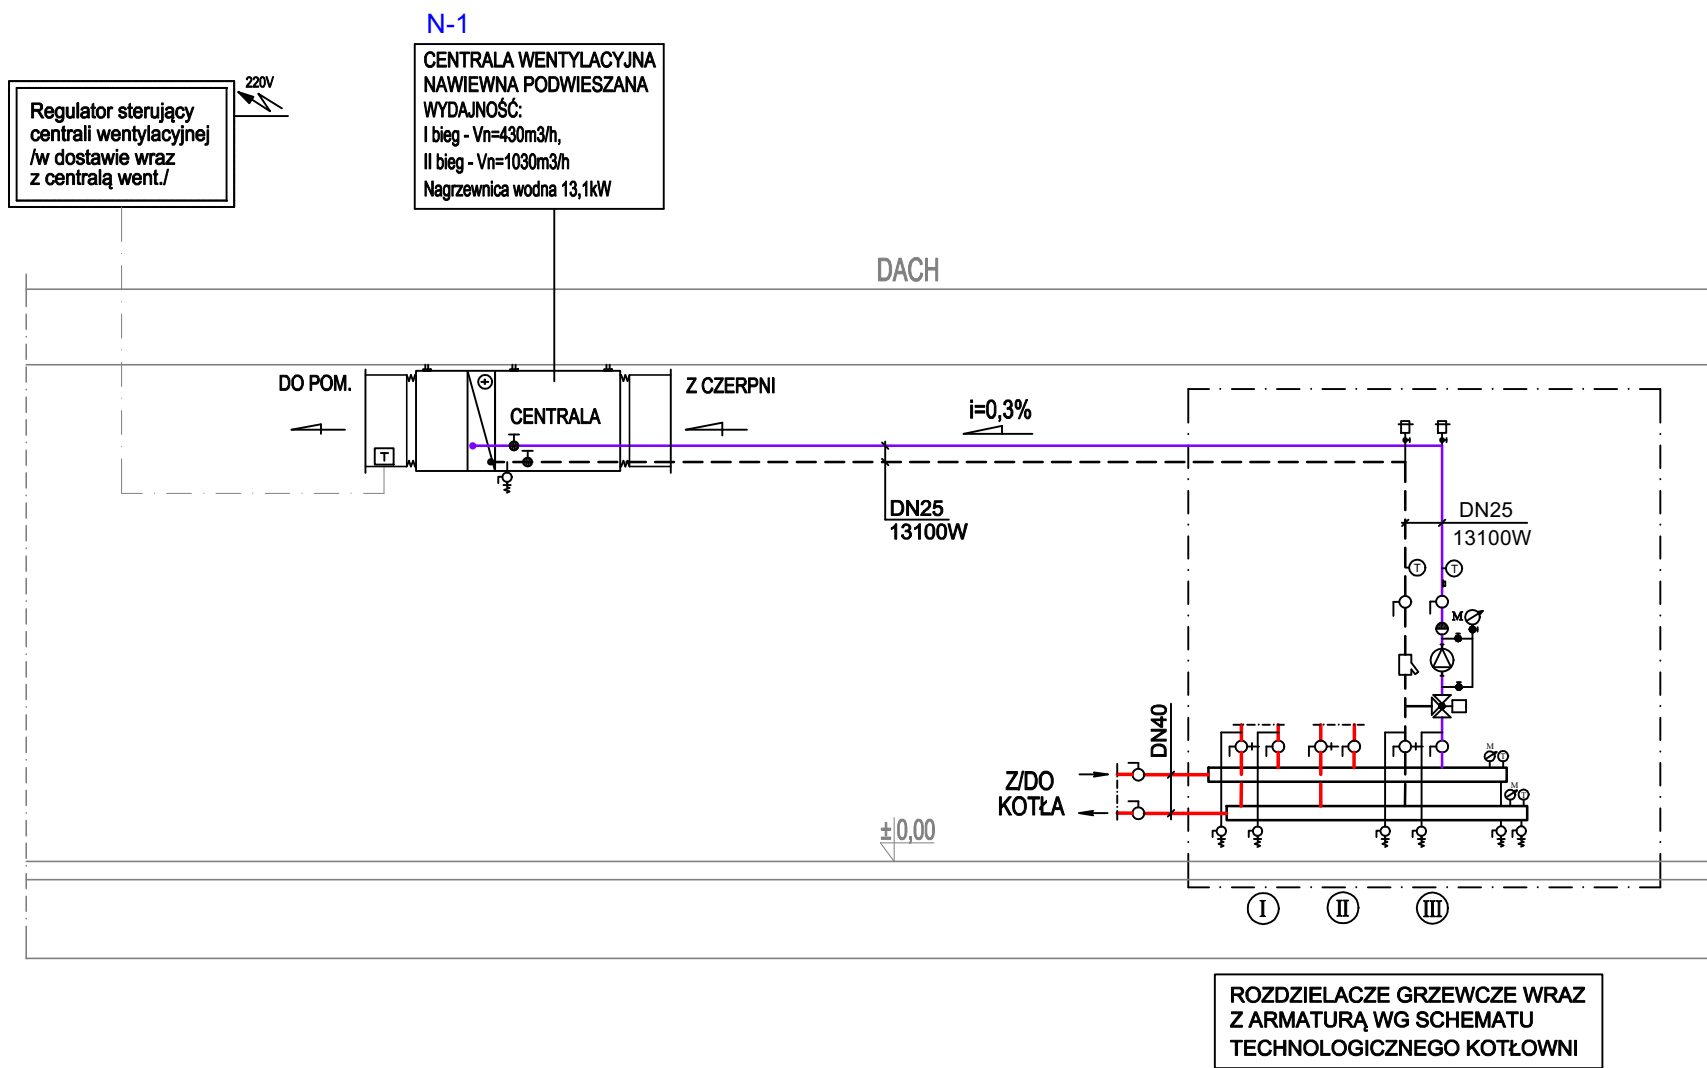 N-1
CENTRALA WENTYLACYJNA
NAWIEWNA PODWIESZANA
WYDAJNOŚĆ:
I bieg - Vn=430m3/h,
II bieg - Vn=1030m3/h
Nagrzewnica wodna 13,1kW
220V
Regulator sterujący
centrali wentylacyjnej
/w dostawie wraz
z centralą went./
DACH
DO POM.
CENTRALA
Z CZERPNI
T
i=0,3%
DN25
13100W
DN25
13100W
T
T
M
DN40
M
T
M
T
Z/DO
KOTŁA
±0,00
I
II
III
ROZDZIELACZE GRZEWCZE WRAZ
Z ARMATURĄ WG SCHEMATU
TECHNOLOGICZNEGO KOTŁOWNI